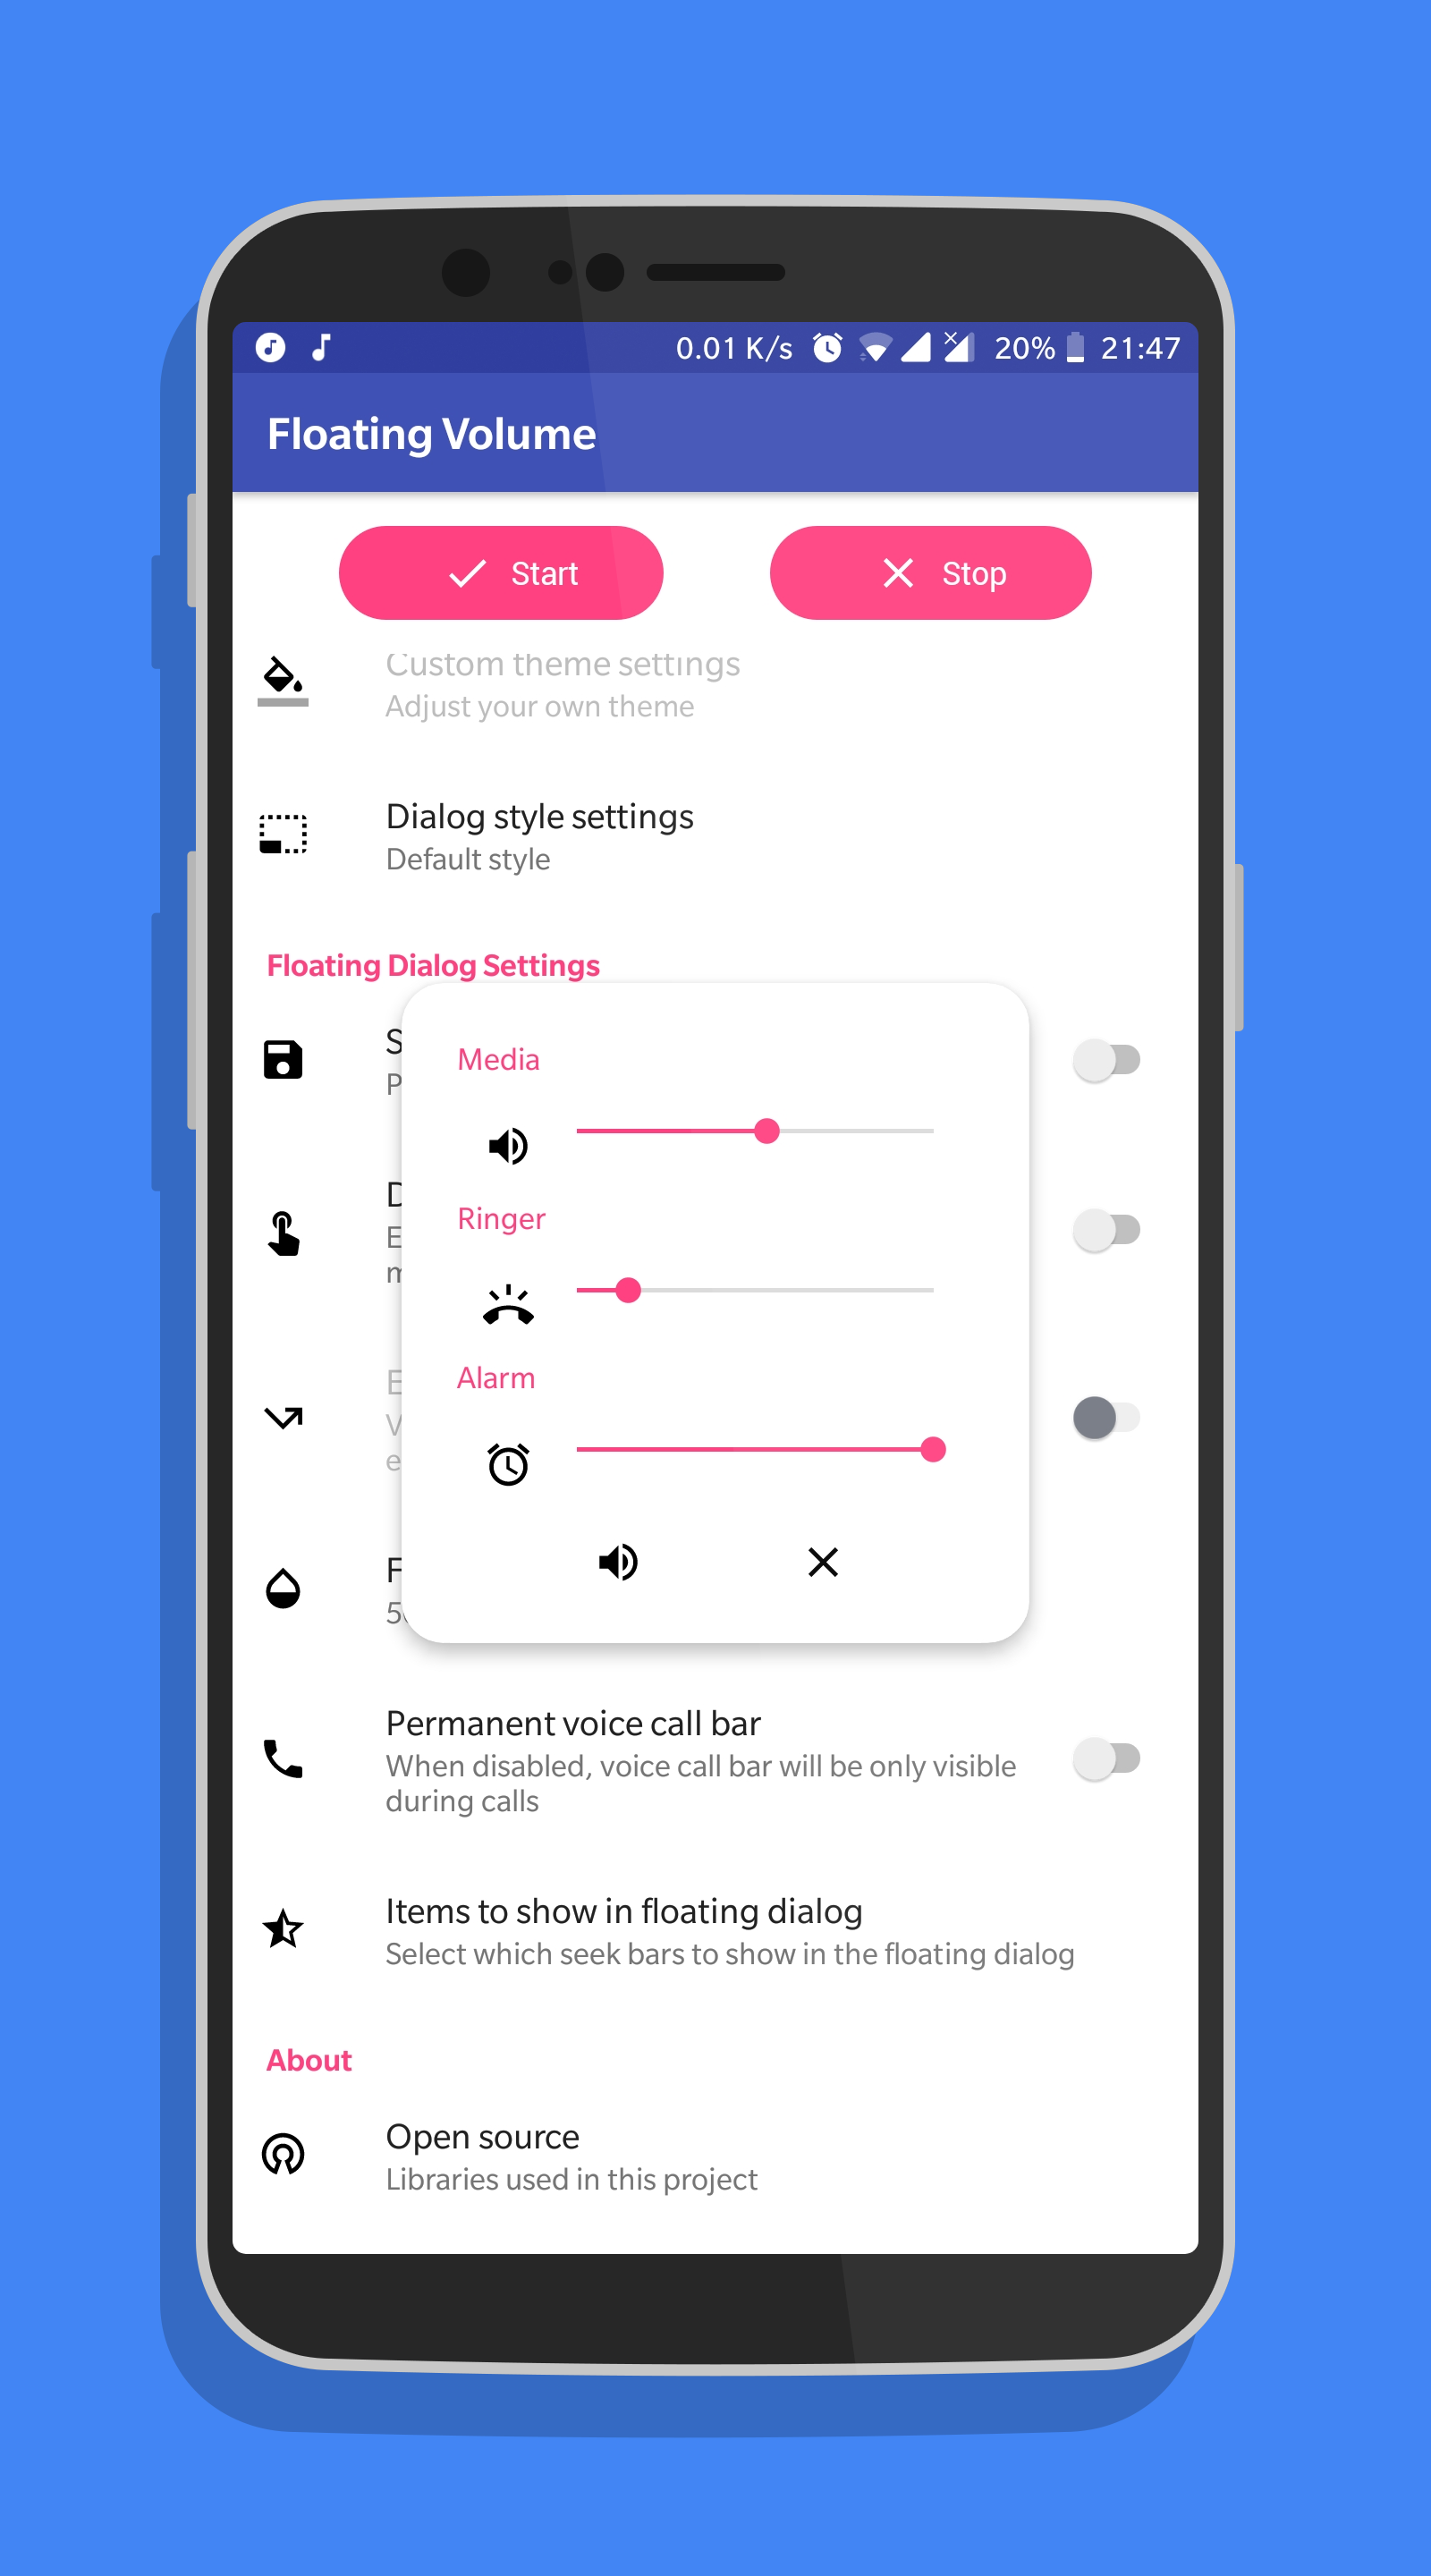 0.01 K/s 20% 21:47
Floating Volume
Start
Stop
Custom theme settings
Adjust your own theme
Dialog style settings
Default style
Floating Dialog Settings
Media
Ringer
Alarm
Permanent voice call bar
When disabled, voice call bar will be only visible
during calls
Items to show in floating dialog
Select which seek bars to show in the floating dialog
About
Open source
Libraries used in this project